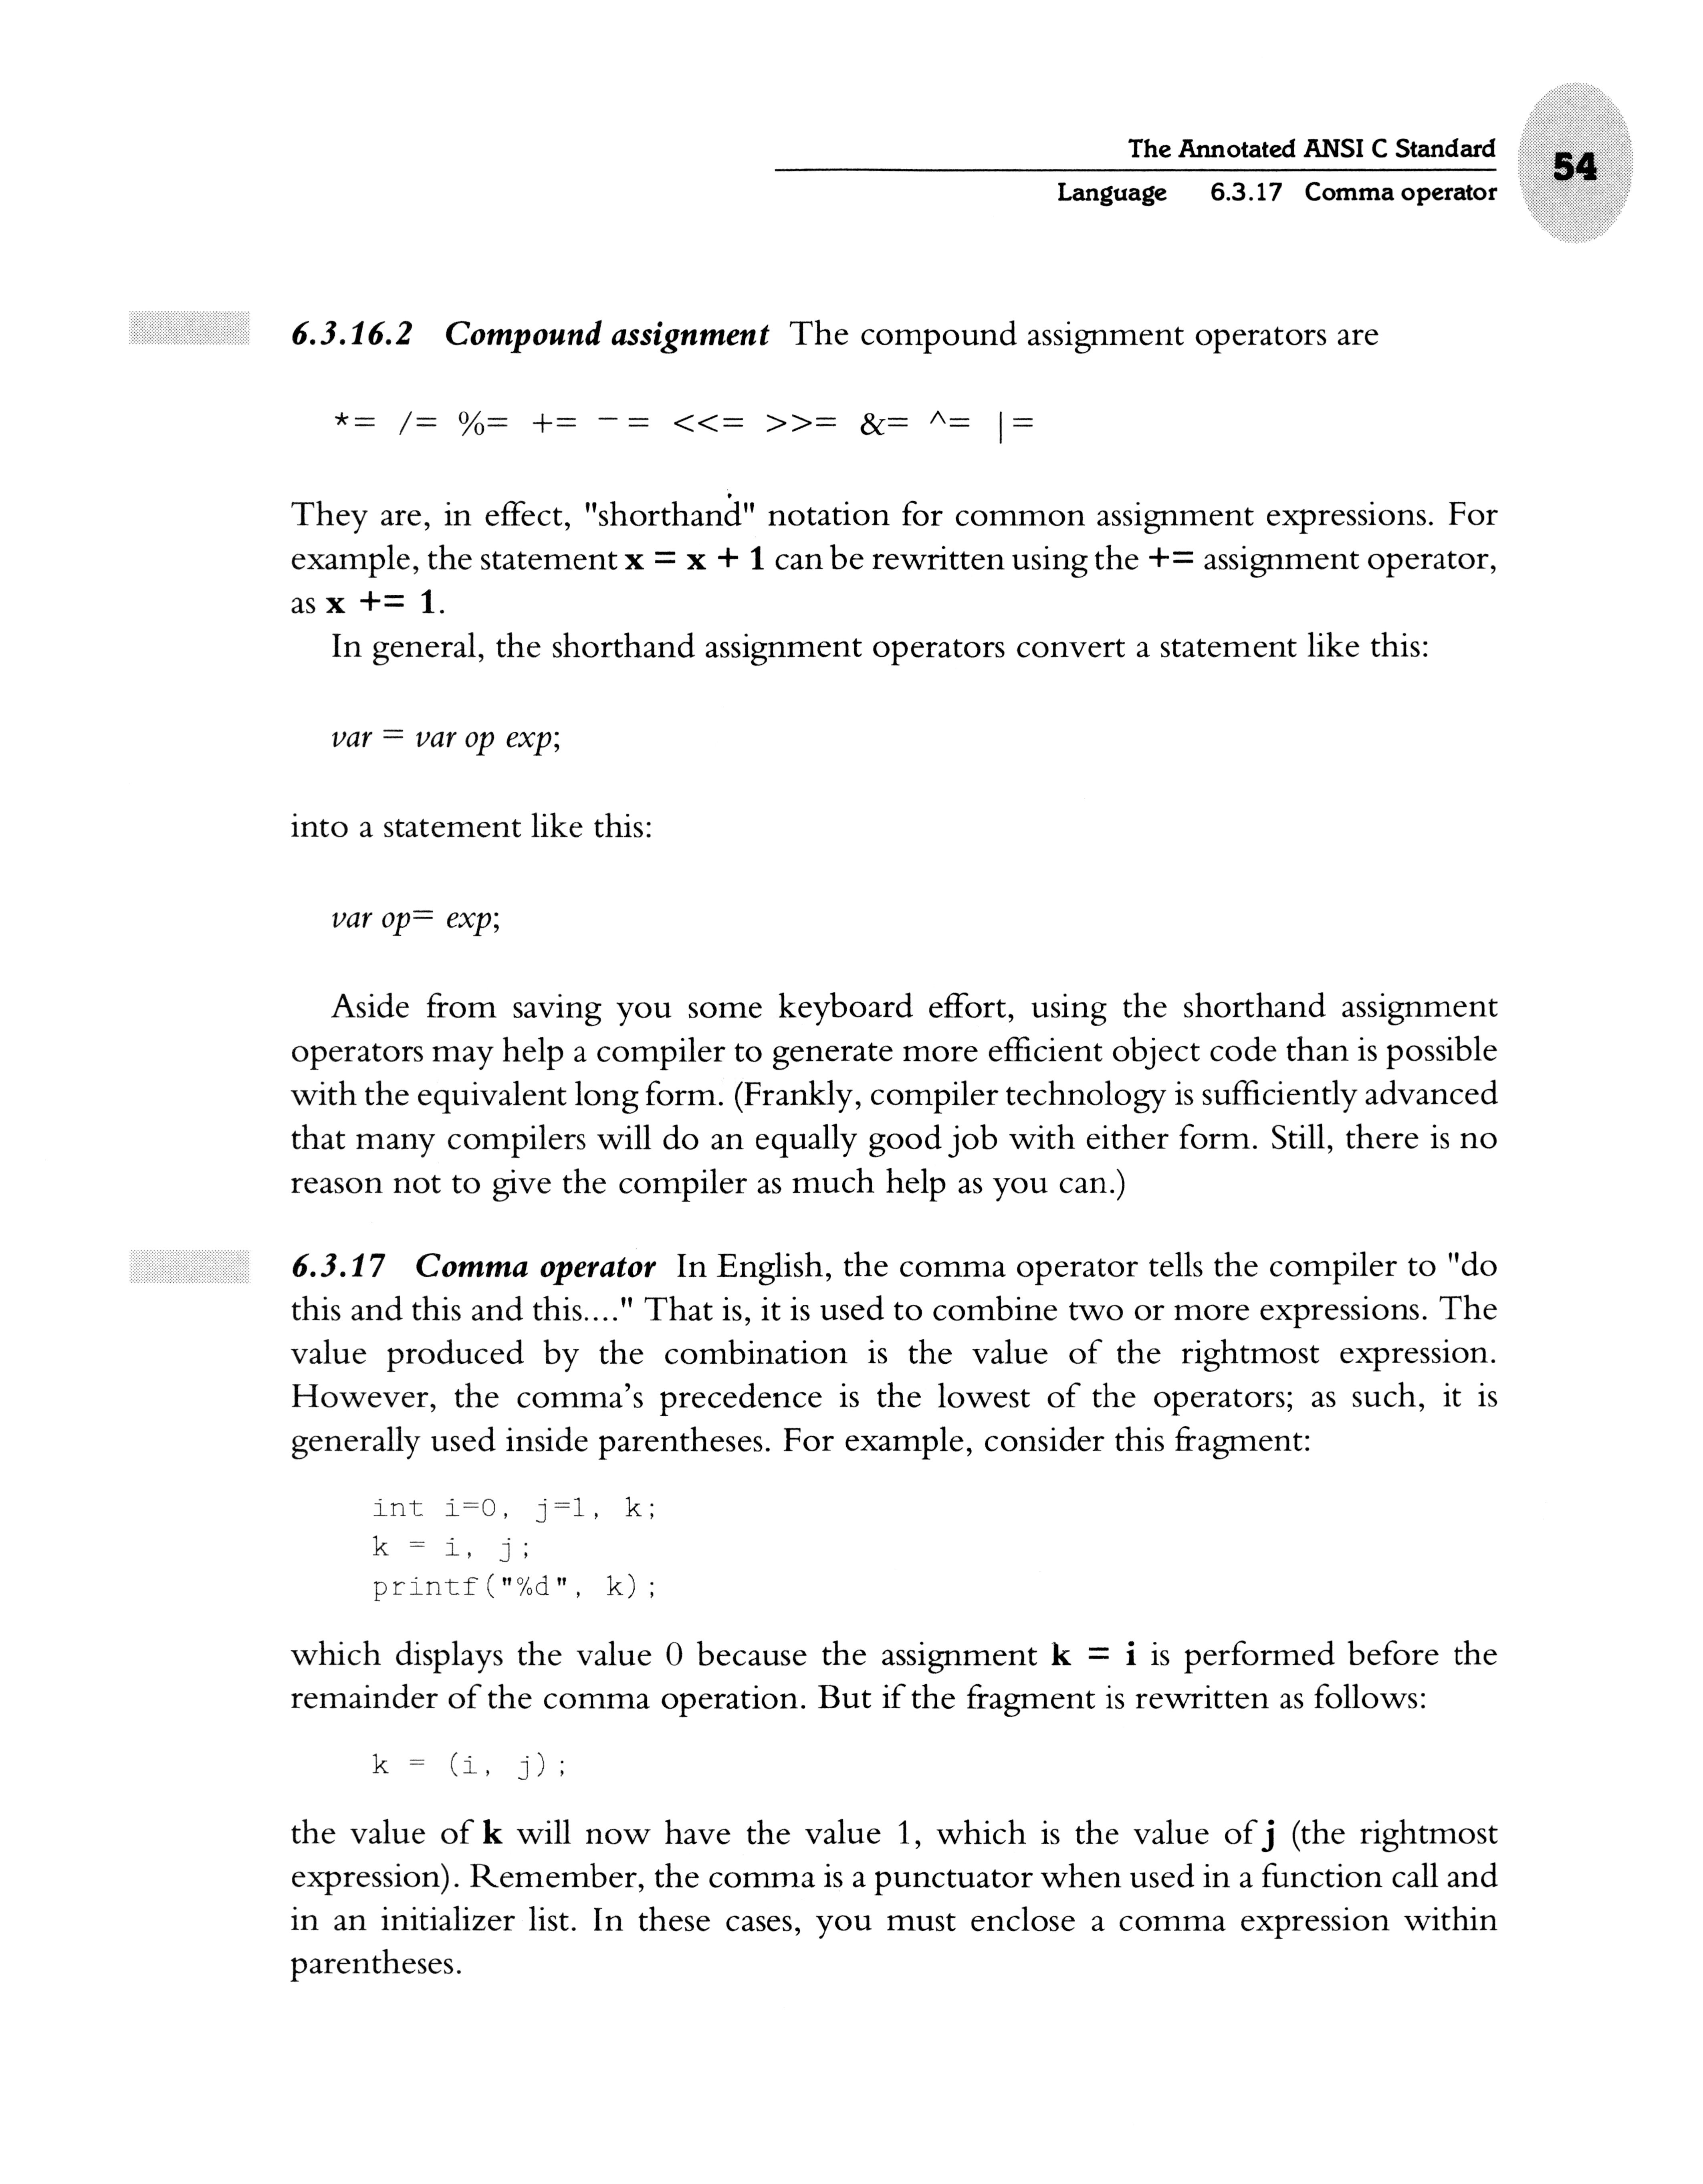 The Annotated ANSI C Standard
54
Language 6.3.17 Comma operator
6.3.16.2 Compound assignment The compound assignment operators are
*= /= %= += – = <<= >>= &= ^= |=
They are, in effect, "shorthand" notation for common assignment expressions. For
example, the statement x = x + 1 can be rewritten using the += assignment operator,
as x += 1.
In general, the shorthand assignment operators convert a statement like this:
var = var op exp;
into a statement like this:
var op= exp;
Aside from saving you some keyboard effort, using the shorthand assignment
operators may help a compiler to generate more efficient object code than is possible
with the equivalent long form. (Frankly, compiler technology is sufficiently advanced
that many compilers will do an equally good job with either form. Still, there is no
reason not to give the compiler as much help as you can.)
6.3.17 Comma operator In English, the comma operator tells the compiler to "do
this and this and this...." That is, it is used to combine two or more expressions. The
value produced by the combination is the value of the rightmost expression.
However, the comma's precedence is the lowest of the operators; as such, it is
generally used inside parentheses. For example, consider this fragment:
int i=0, j=1, k;
k = i, j;
printf("%d", k);
which displays the value 0 because the assignment k = i is performed before the
remainder of the comma operation. But if the fragment is rewritten as follows:
k = (i, j);
the value of k will now have the value 1, which is the value of j (the rightmost
expression). Remember, the comma is a punctuator when used in a function call and
in an initializer list. In these cases, you must enclose a comma expression within
parentheses.